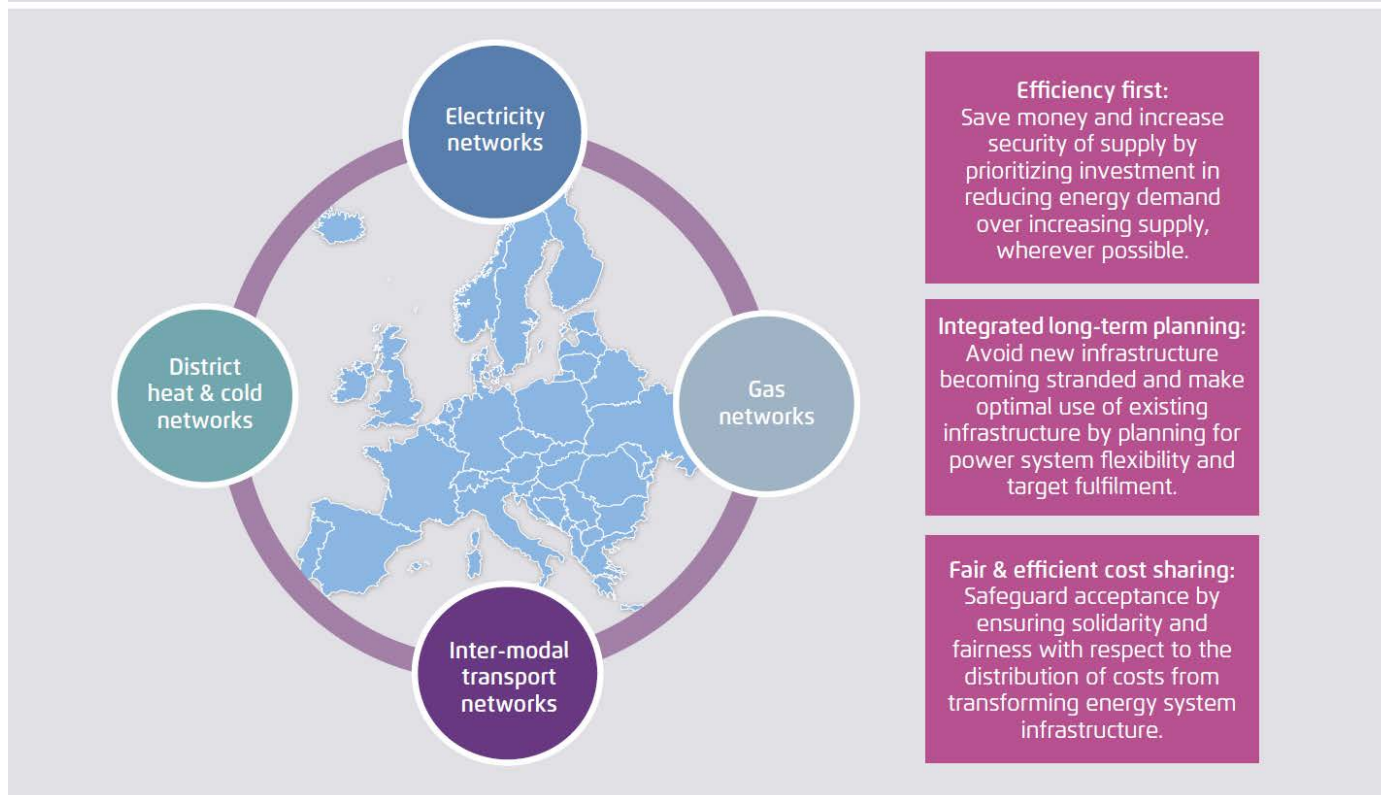 Electricity
networks
District
heat & cold
networks
Gas
networks
Inter-modal
transport
networks
Efficiency first:
Save money and increase
security of supply by
prioritizing investment in
reducing energy demand
over increasing supply,
wherever possible.
Integrated long-term planning:
Avoid new infrastructure
becoming stranded and make
optimal use of existing
infrastructure by planning for
power system flexibility and
target fulfilment.
Fair & efficient cost sharing:
Safeguard acceptance by
ensuring solidarity and
fairness with respect to the
distribution of costs from
transforming energy system
infrastructure.